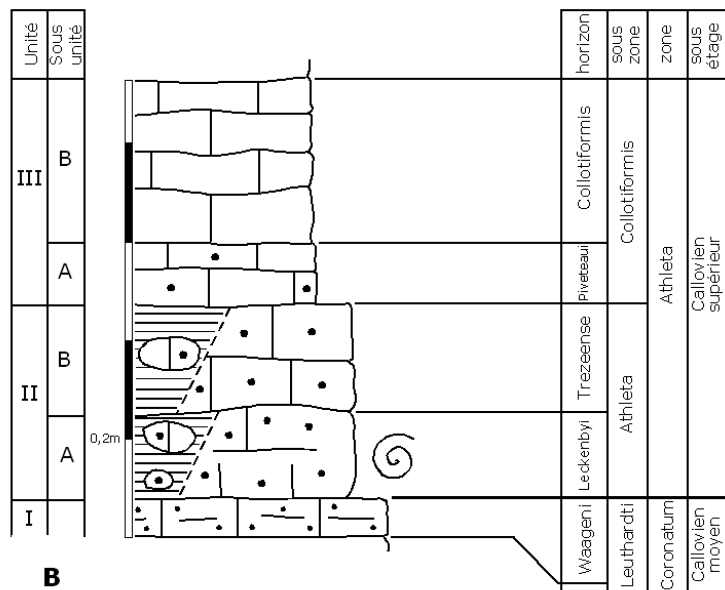 Unité
Sous
unité
horizon
sous
zone
zone
sous
étage
III
B
A
II
B
A
I
0,2m
Collotiformis
Piveteaui
Trezeense
Leckenbyi
Waageni
Collotiformis
Athleta
Leuthardti
Athleta
Coronatum
Callovien
supérieur
Callovien
moyen
B